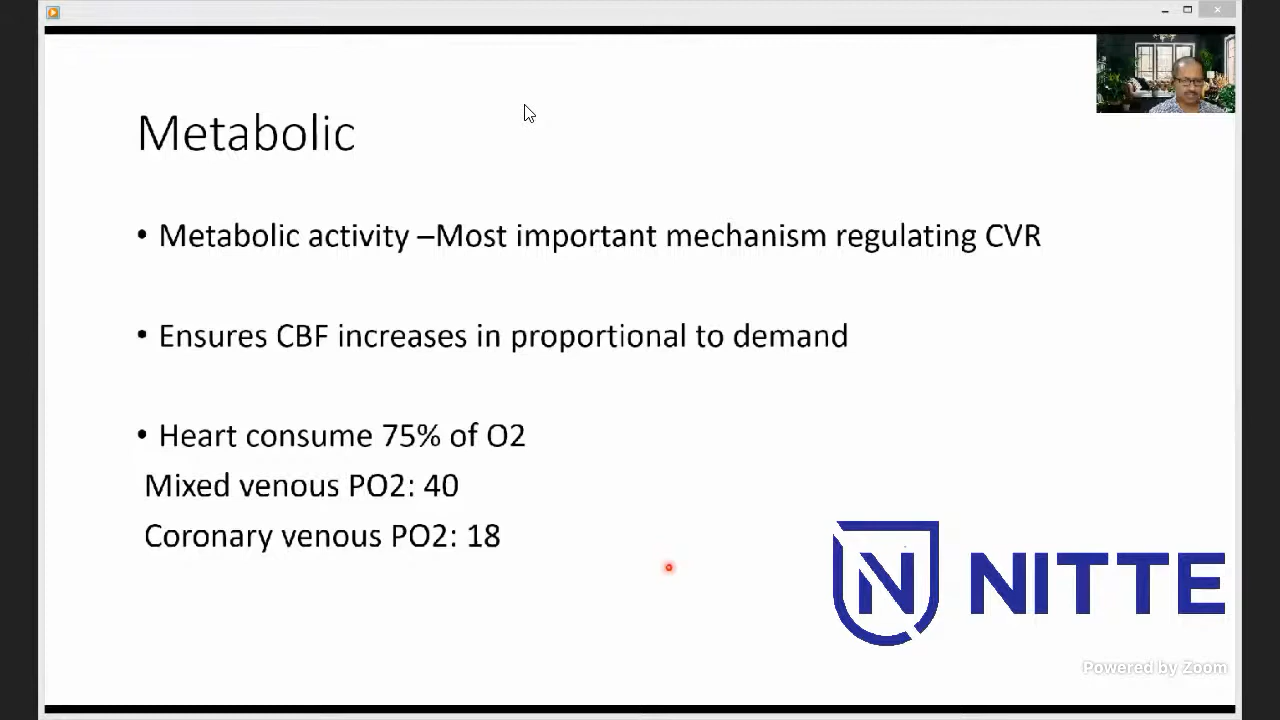 Metabolic
• Metabolic activity –Most important mechanism regulating CVR
• Ensures CBF increases in proportional to demand
• Heart consume 75% of O2
Mixed venous PO2: 40
Coronary venous PO2: 18
N NITTE
Powered by Zoom